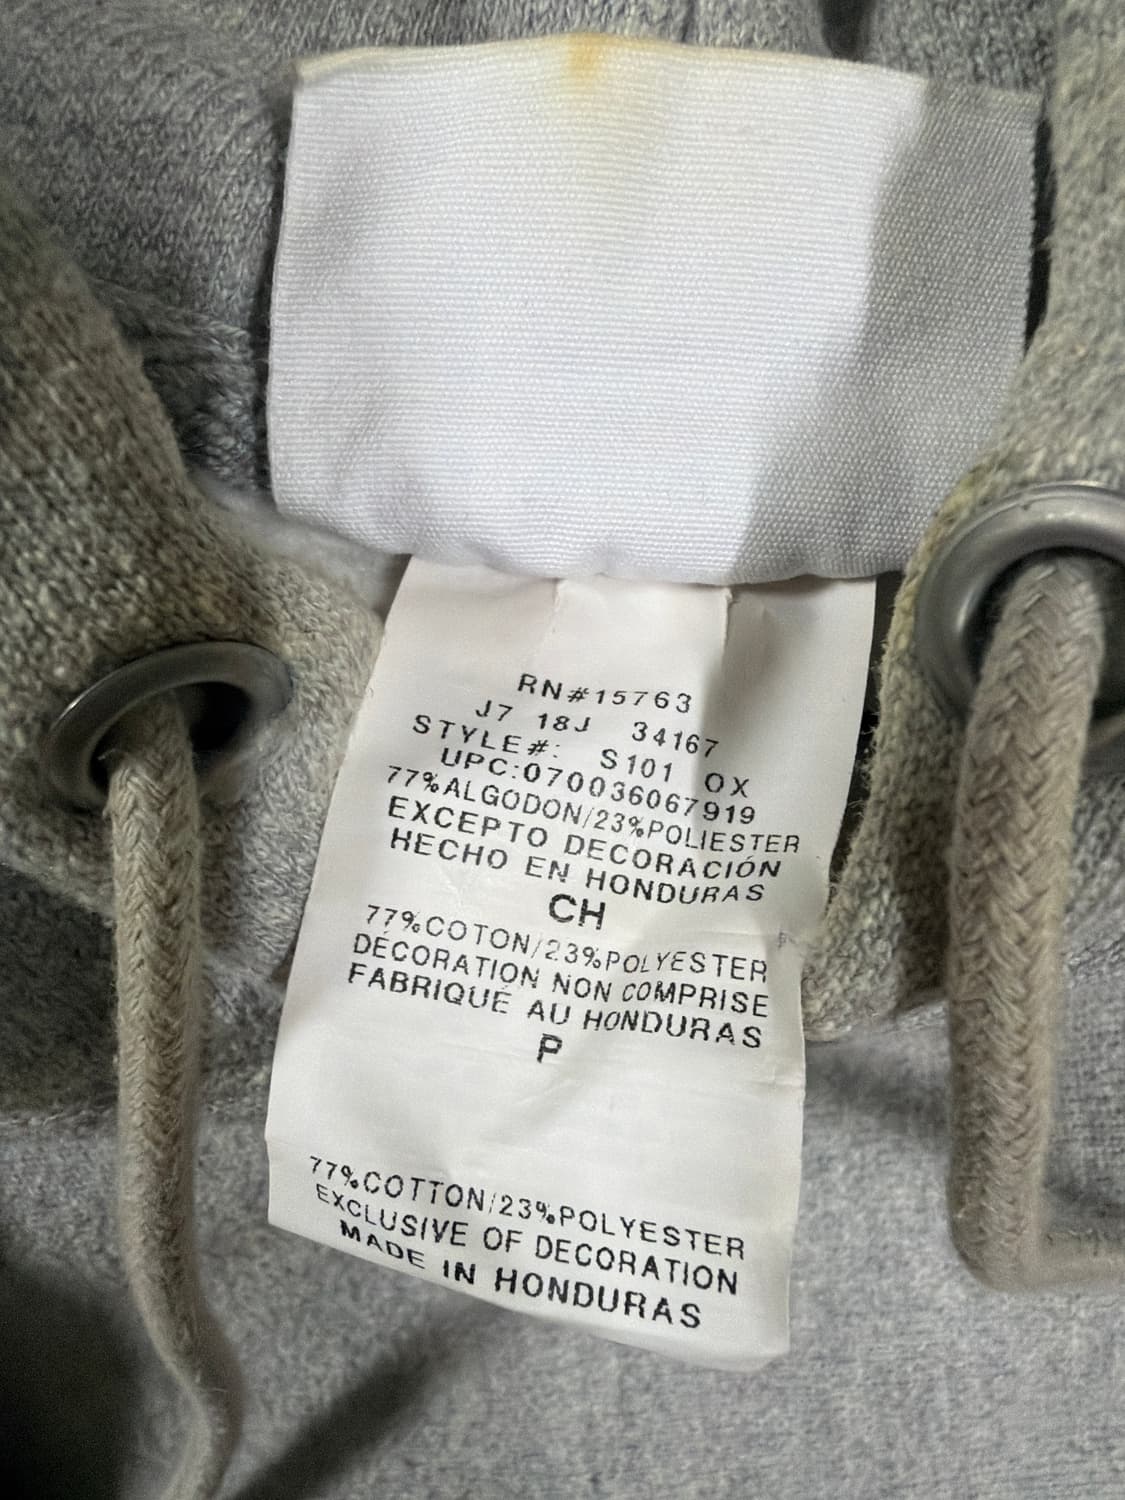 RN#15763
J7 18J 34167
STYLE#: S101 OX
UPC:070036067919
77%ALGODON/23%POLIESTER
EXCEPTO DECORACIÓN
HECHO EN HONDURAS
CH
77%COTON/23%POLYESTER
DÉCORATION NON COMPRISE
FABRIQUÉ AU HONDURAS
P
77%COTTON/23%POLYESTER
EXCLUSIVE OF DECORATION
MADE IN HONDURAS